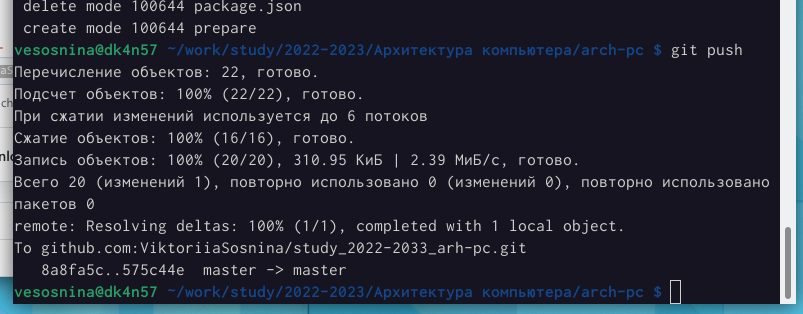 delete mode 100644 package.json
create mode 100644 prepare
vesosnina@dk4n57 ~/work/study/2022-2023/Архитектура компьютера/arch-pc $ git push
Перечисление объектов: 22, готово.
Подсчет объектов: 100% (22/22), готово.
При сжатии изменений используется до 6 потоков
Сжатие объектов: 100% (16/16), готово.
Запись объектов: 100% (20/20), 310.95 КиБ | 2.39 МиБ/с, готово.
Всего 20 (изменений 1), повторно использовано 0 (изменений 0), повторно использовано
пакетов 0
remote: Resolving deltas: 100% (1/1), completed with 1 local object.
To github.com:ViktoriiaSosnina/study_2022-2033_arh-pc.git
8a8fa5c..575c44e  master -> master
vesosnina@dk4n57 ~/work/study/2022-2023/Архитектура компьютера/arch-pc $